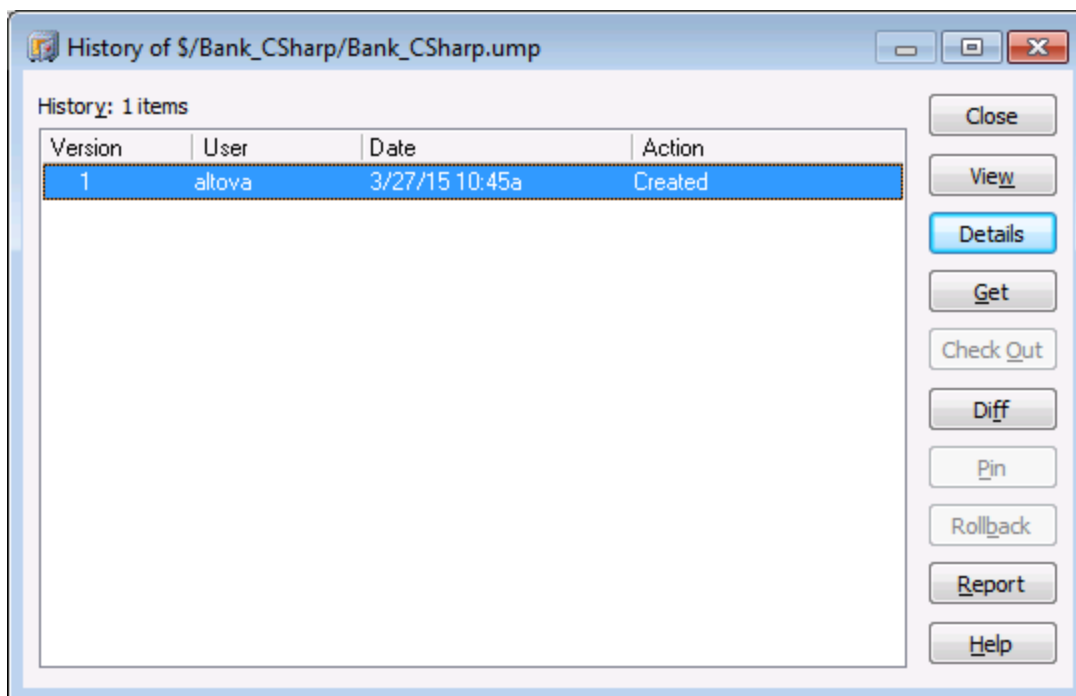 History of $/Bank_CSharp/Bank_CSharp.ump
History: 1 items
Version User Date Action
1 altova 3/27/15 10:45a Created
Close
View
Details
Get
Check Out
Diff
Pin
Rollback
Report
Help